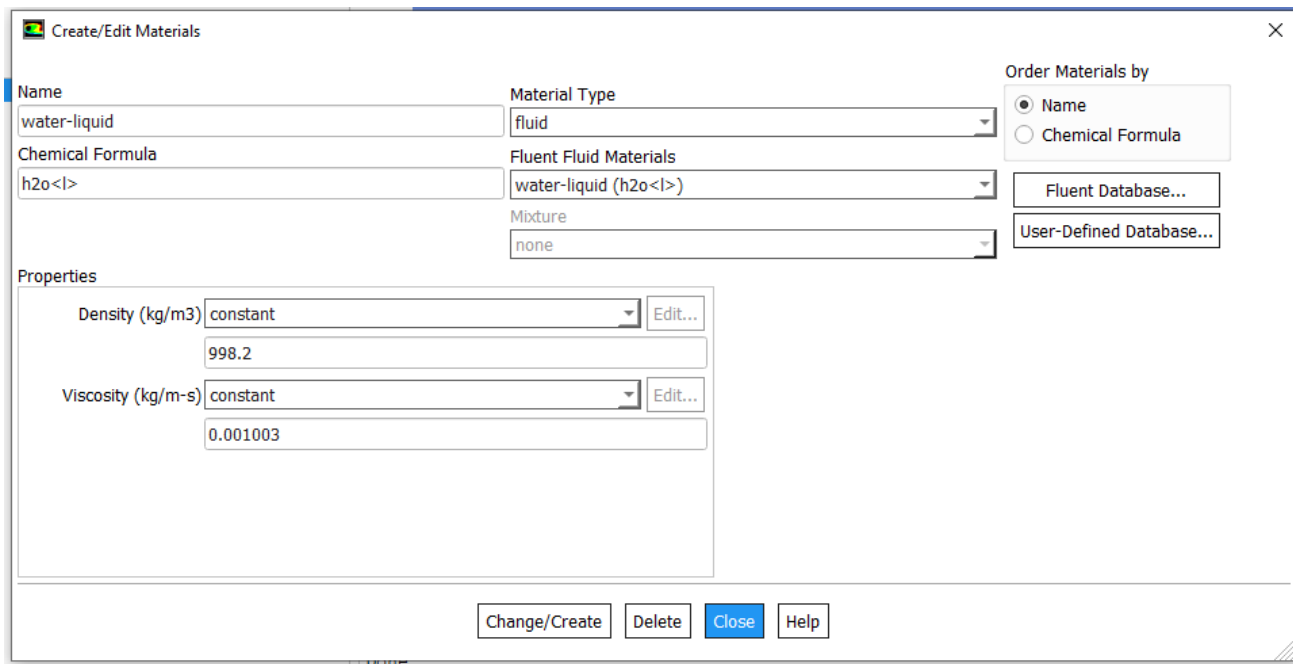 Create/Edit Materials
Name
water-liquid
Chemical Formula
h2o<l>
Material Type
fluid
Fluent Fluid Materials
water-liquid (h2o<l>)
Mixture
none
Order Materials by
Name
Chemical Formula
Fluent Database...
User-Defined Database...
Properties
Density (kg/m3) constant Edit...
998.2
Viscosity (kg/m-s) constant Edit...
0.001003
Change/Create Delete Close Help